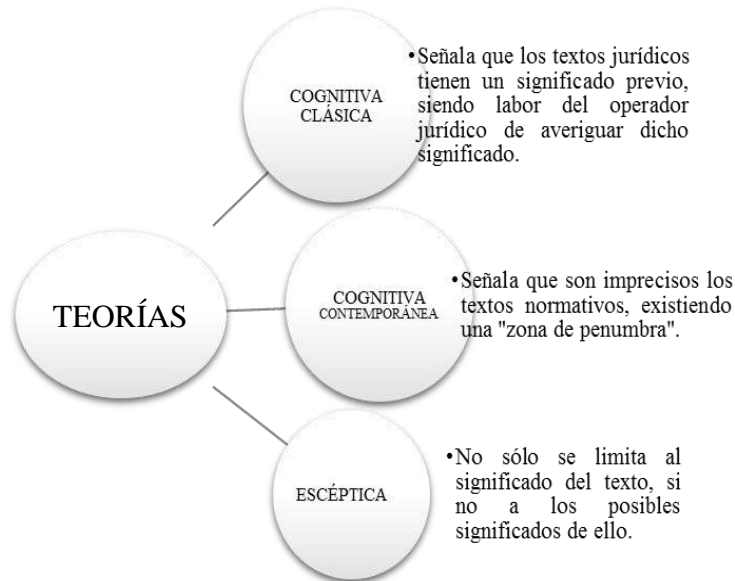 TEORÍAS
COGNITIVA
CLÁSICA
•Señala que los textos jurídicos
tienen un significado previo,
siendo labor del operador
jurídico de averiguar dicho
significado.
COGNITIVA
CONTEMPORÁNEA
•Señala que son imprecisos los
textos normativos, existiendo
una "zona de penumbra".
ESCÉPTICA
•No sólo se limita al
significado del texto, si
no a los posibles
significados de ello.